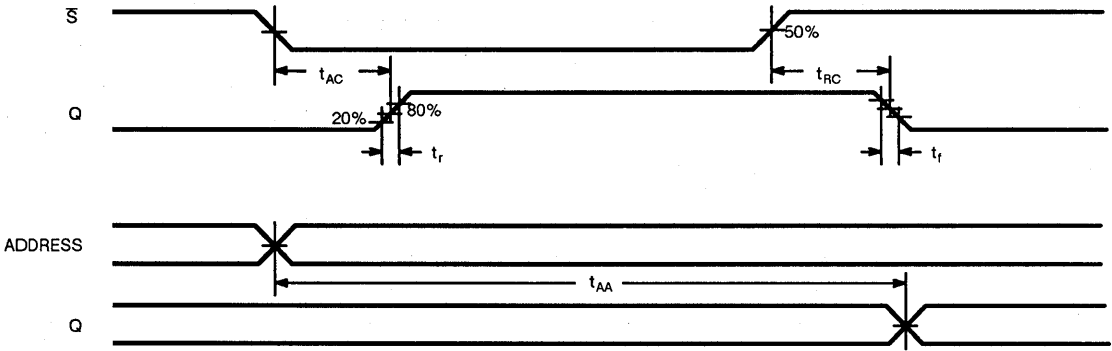 S̅
50%
tAC
tRC
Q
20%
80%
tr
tf
ADDRESS
tAA
Q